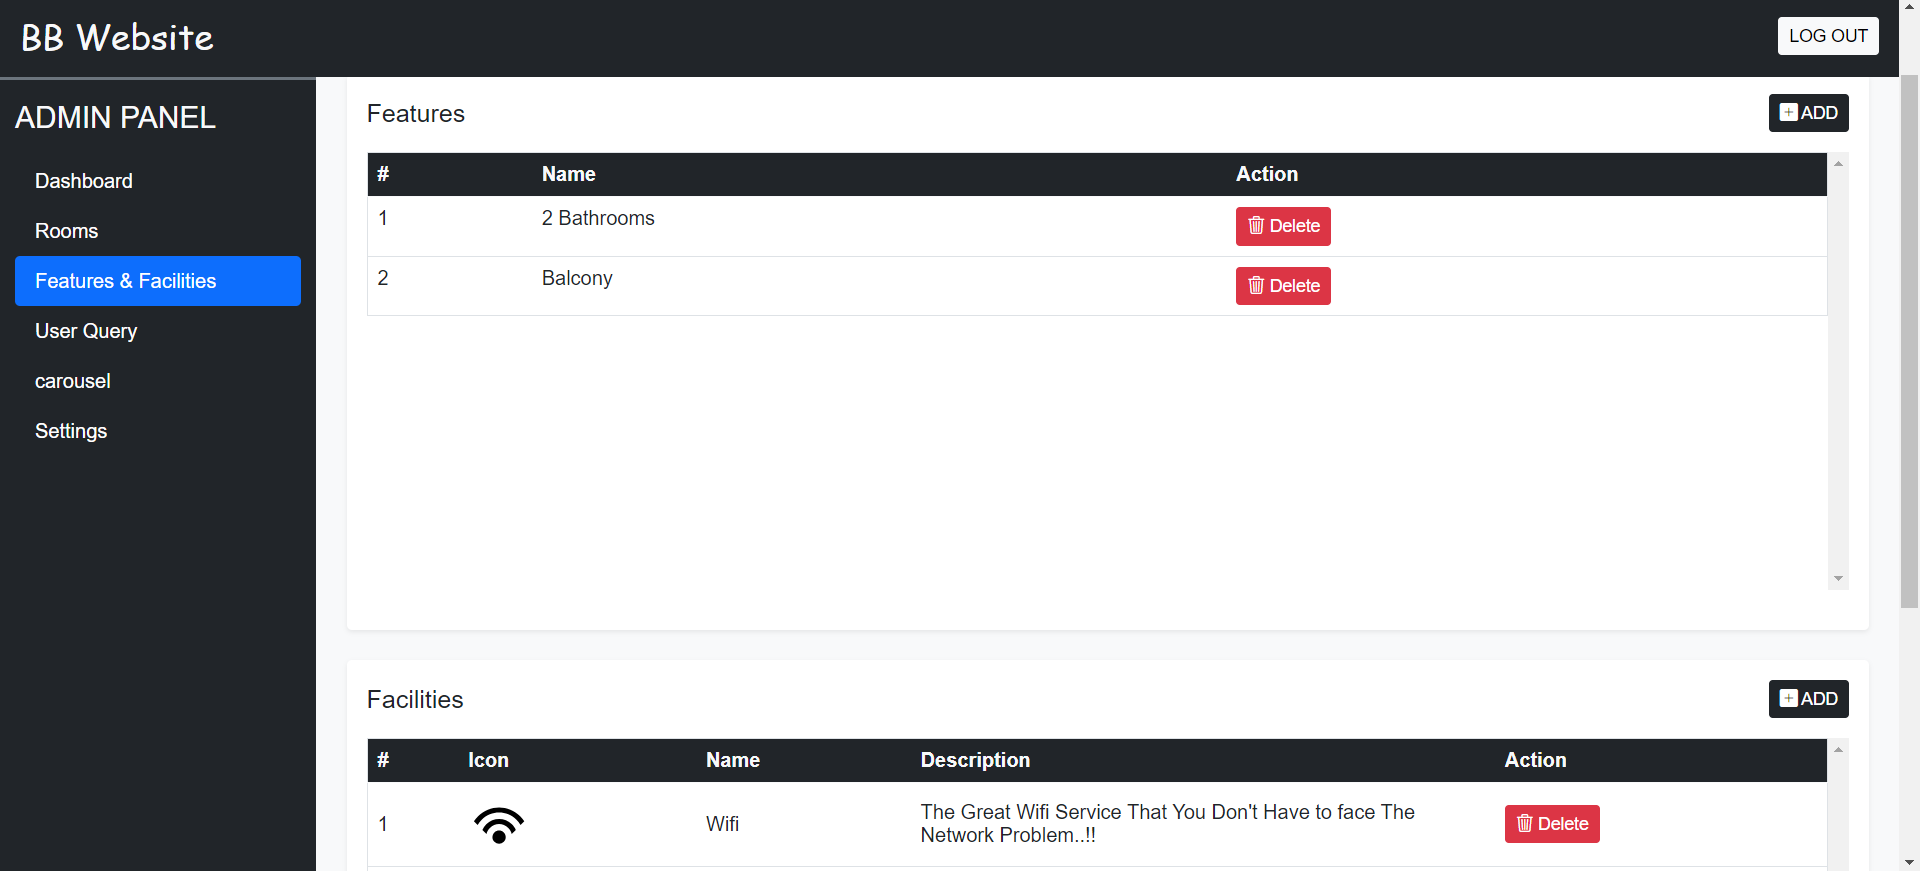 BB Website
LOG OUT
ADMIN PANEL
Dashboard
Rooms
Features & Facilities
User Query
carousel
Settings
Features
ADD
# Name Action
1 2 Bathrooms Delete
2 Balcony Delete
Facilities
ADD
# Icon Name Description Action
1 Wifi The Great Wifi Service That You Don't Have to face The
Network Problem..!! Delete